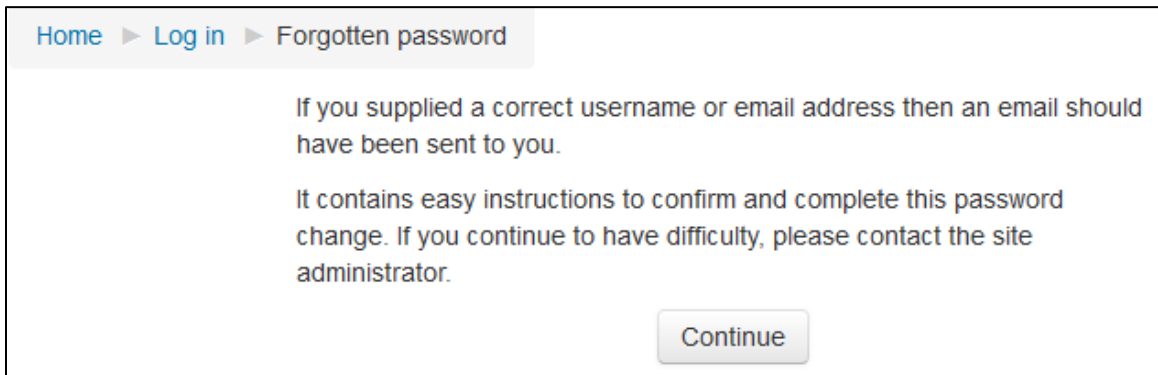 Home ► Log in ► Forgotten password
If you supplied a correct username or email address then an email should
have been sent to you.
It contains easy instructions to confirm and complete this password
change. If you continue to have difficulty, please contact the site
administrator.
Continue